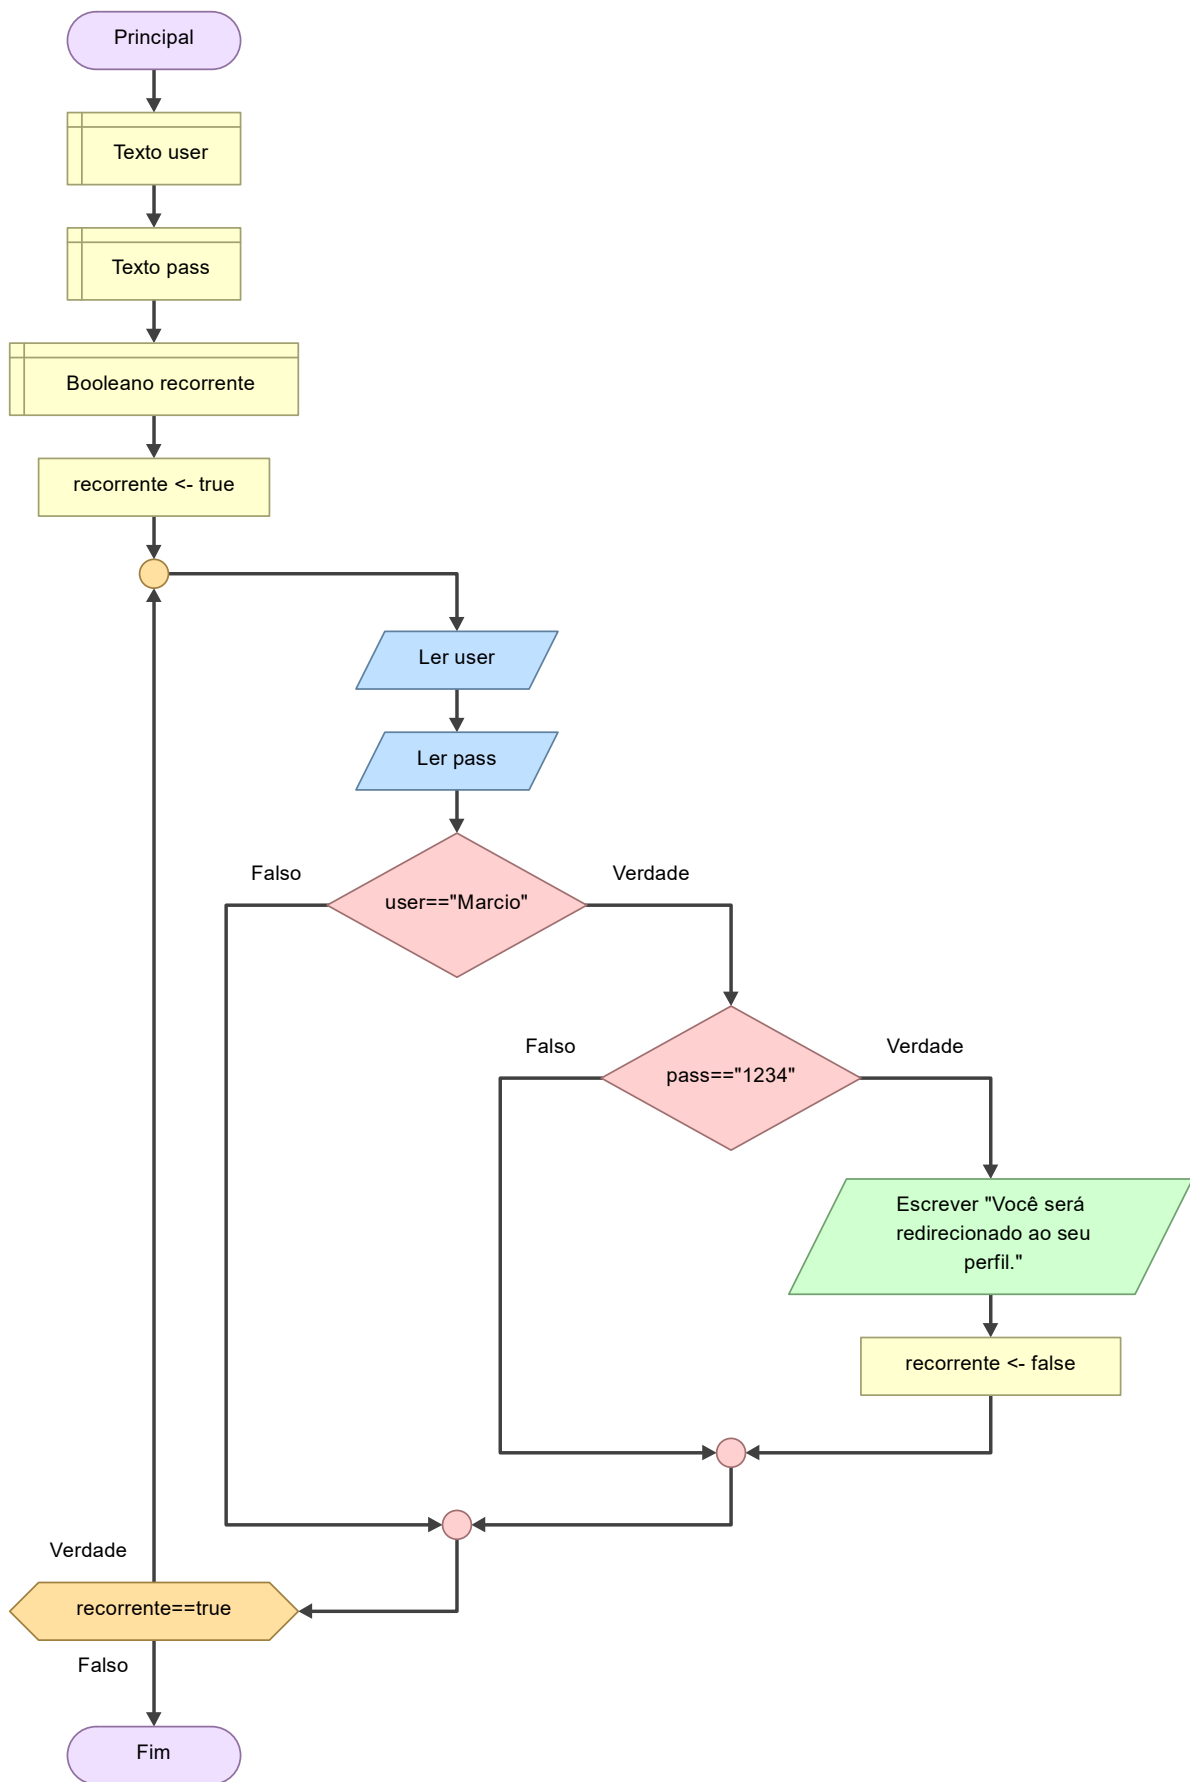 Principal
Texto user
Texto pass
Booleano recorrente
recorrente <- true
Ler user
Ler pass
Falso
Verdade
user=="Marcio"
Falso
Verdade
pass=="1234"
Escrever "Você será
redirecionado ao seu
perfil."
recorrente <- false
Verdade
recorrente==true
Falso
Fim